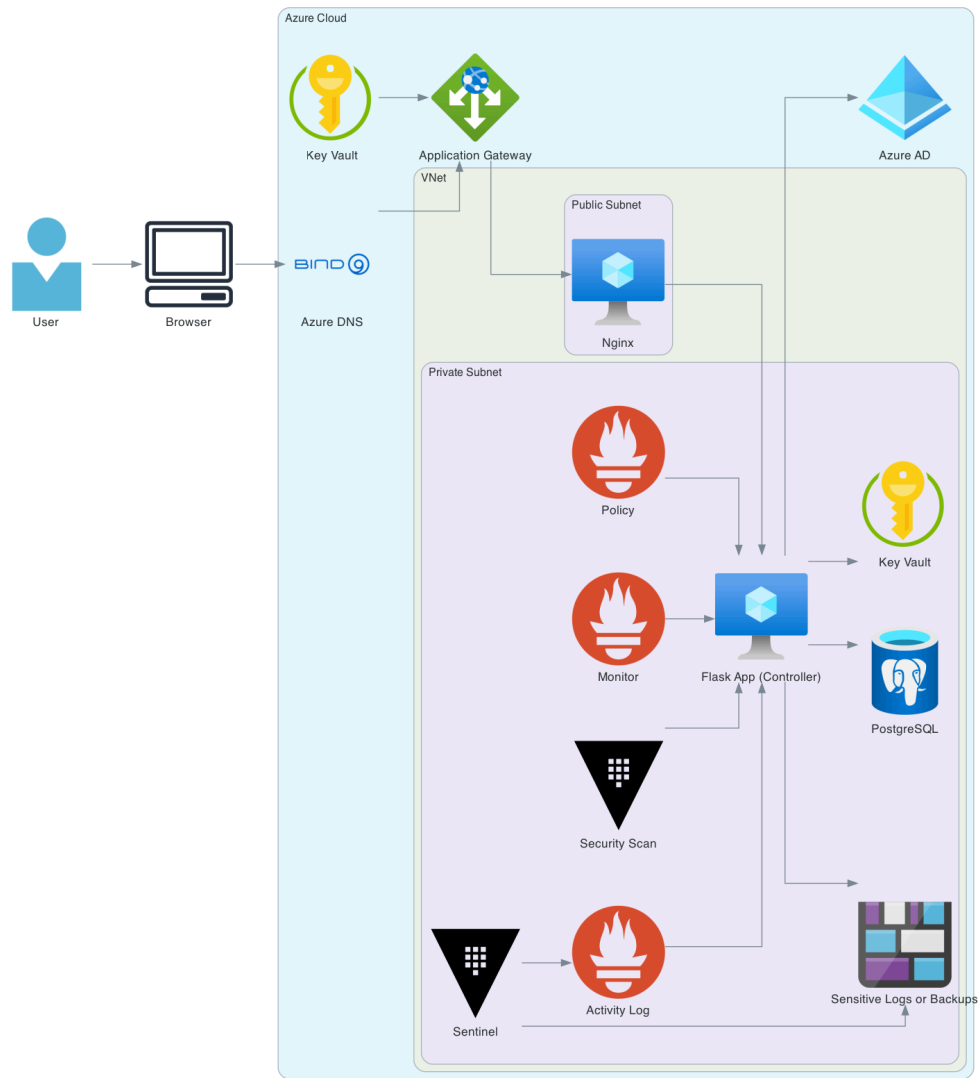 Azure Cloud
Key Vault
Application Gateway
Azure AD
VNet
Public Subnet
BIND 9
User
Browser
Azure DNS
Nginx
Private Subnet
Policy
Key Vault
Monitor
Flask App (Controller)
PostgreSQL
Security Scan
Sensitive Logs or Backups
Activity Log
Sentinel